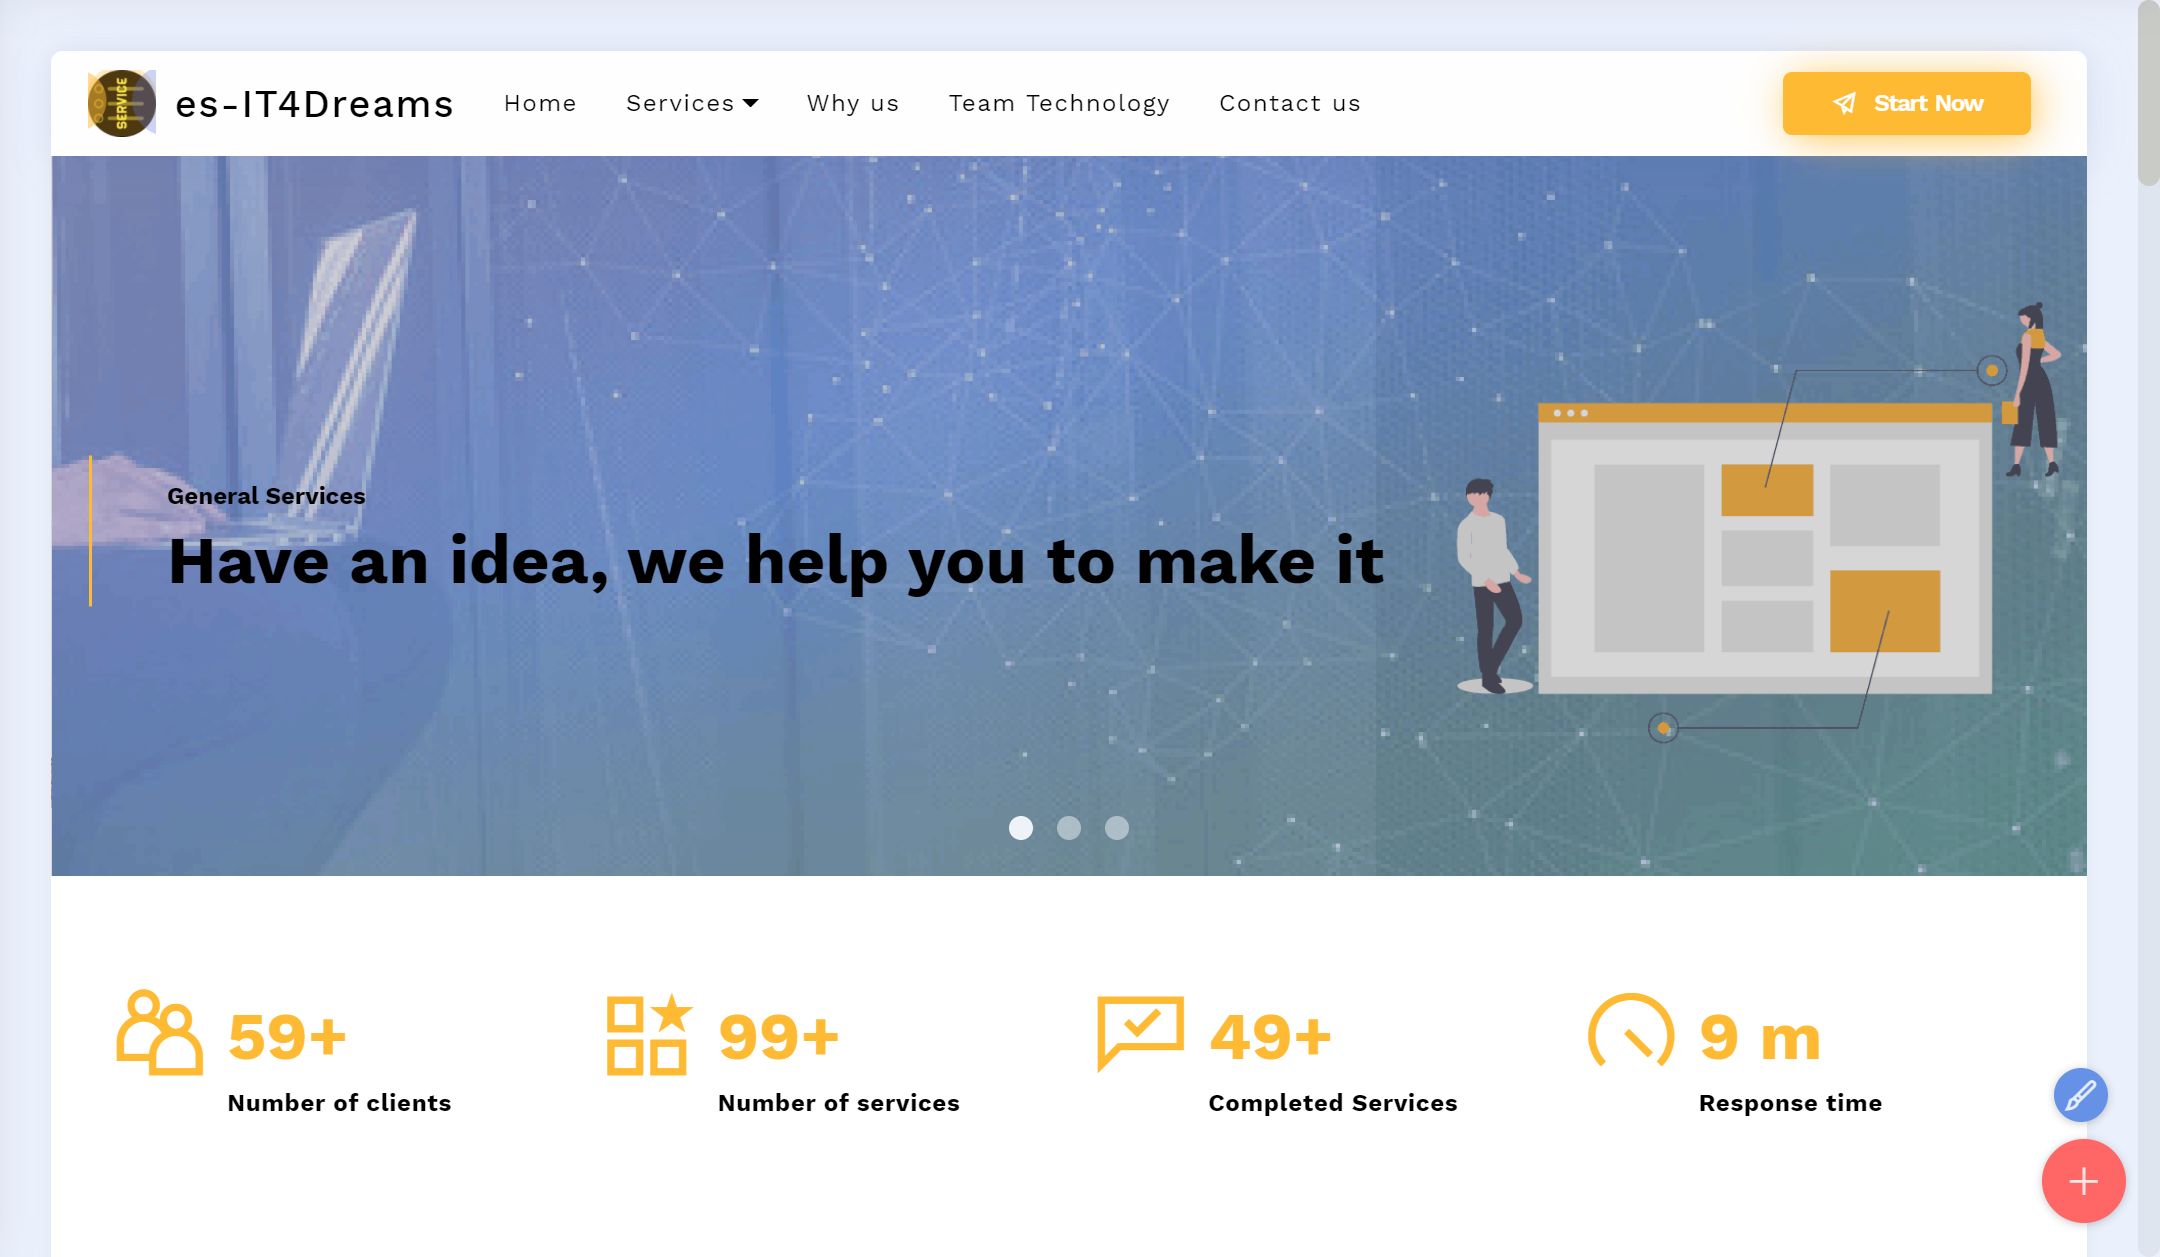 SERVICE
es-IT4Dreams
Home
Services
Why us
Team Technology
Contact us
Start Now
General Services
Have an idea, we help you to make it
59+
Number of clients
99+
Number of services
49+
Completed Services
9 m
Response time